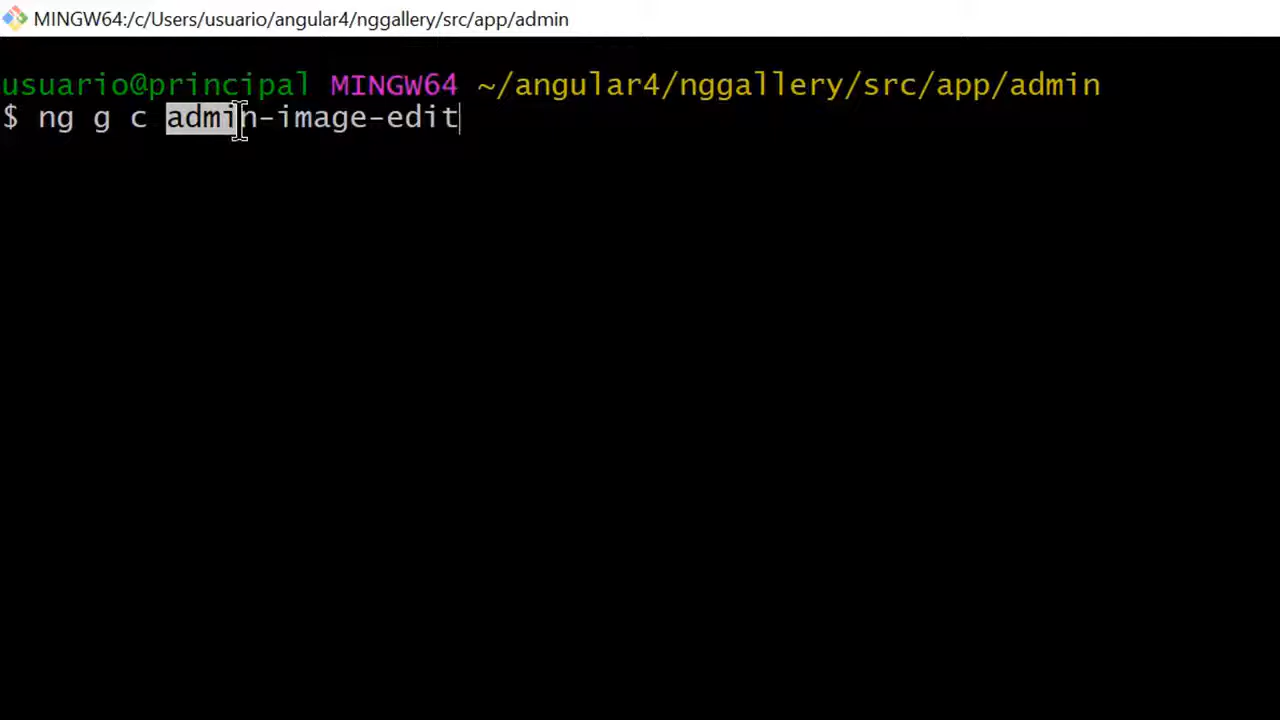 MINGW64:/c/Users/usuario/angular4/nggallery/src/app/admin
usuario@principal MINGW64 ~/angular4/nggallery/src/app/admin
$ ng g c admin-image-edit